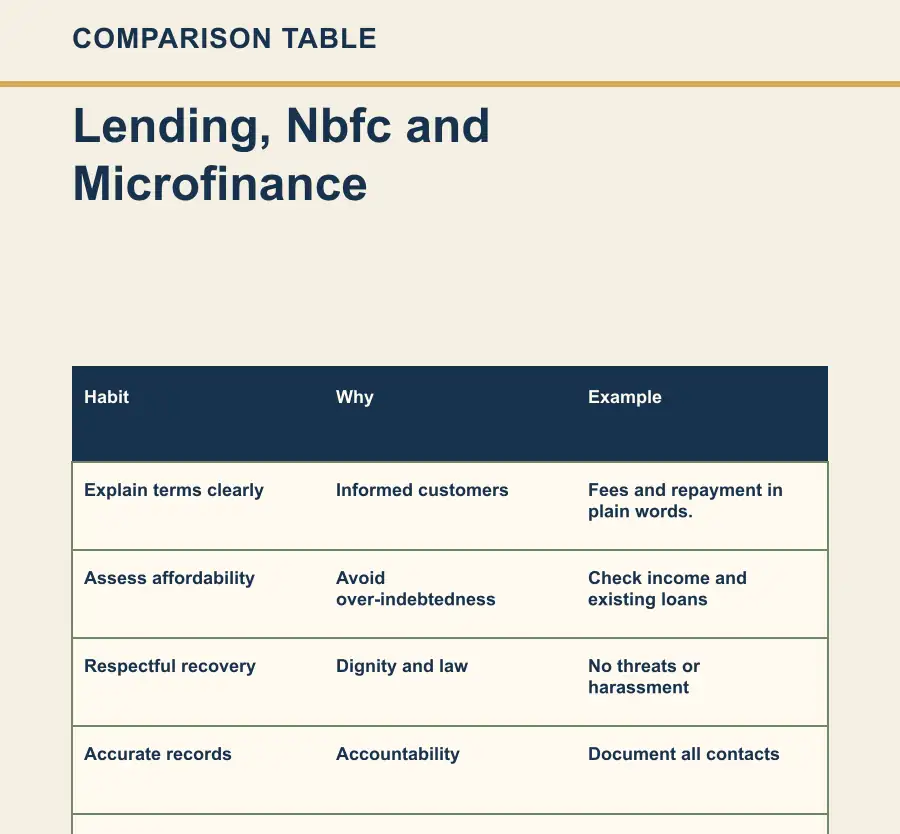 COMPARISON TABLE
Lending, Nbfc and
Microfinance
Habit
Why
Example
Explain terms clearly
Informed customers
Fees and repayment in
plain words.
Assess affordability
Avoid
over-indebtedness
Check income and
existing loans
Respectful recovery
Dignity and law
No threats or
harassment
Accurate records
Accountability
Document all contacts